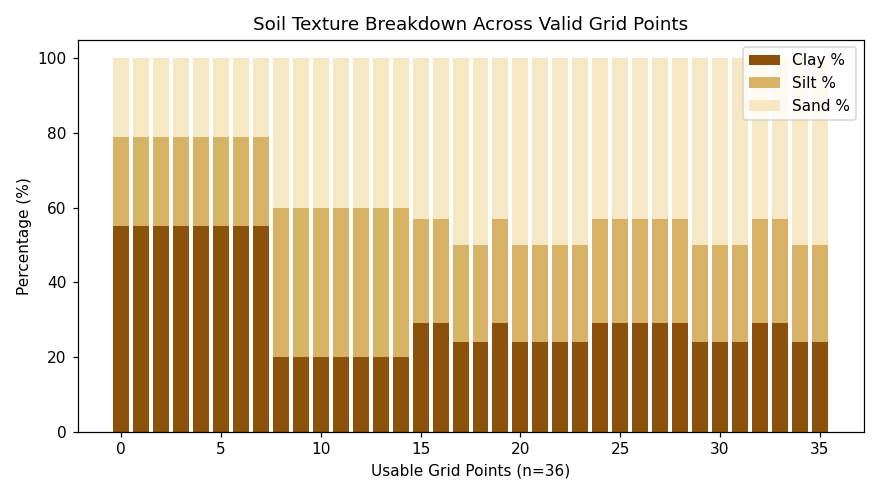 Soil Texture Breakdown Across Valid Grid Points
Percentage (%)
100
80
60
40
20
0
Clay %
Silt %
Sand %
0 5 10 15 20 25 30 35
Usable Grid Points (n=36)